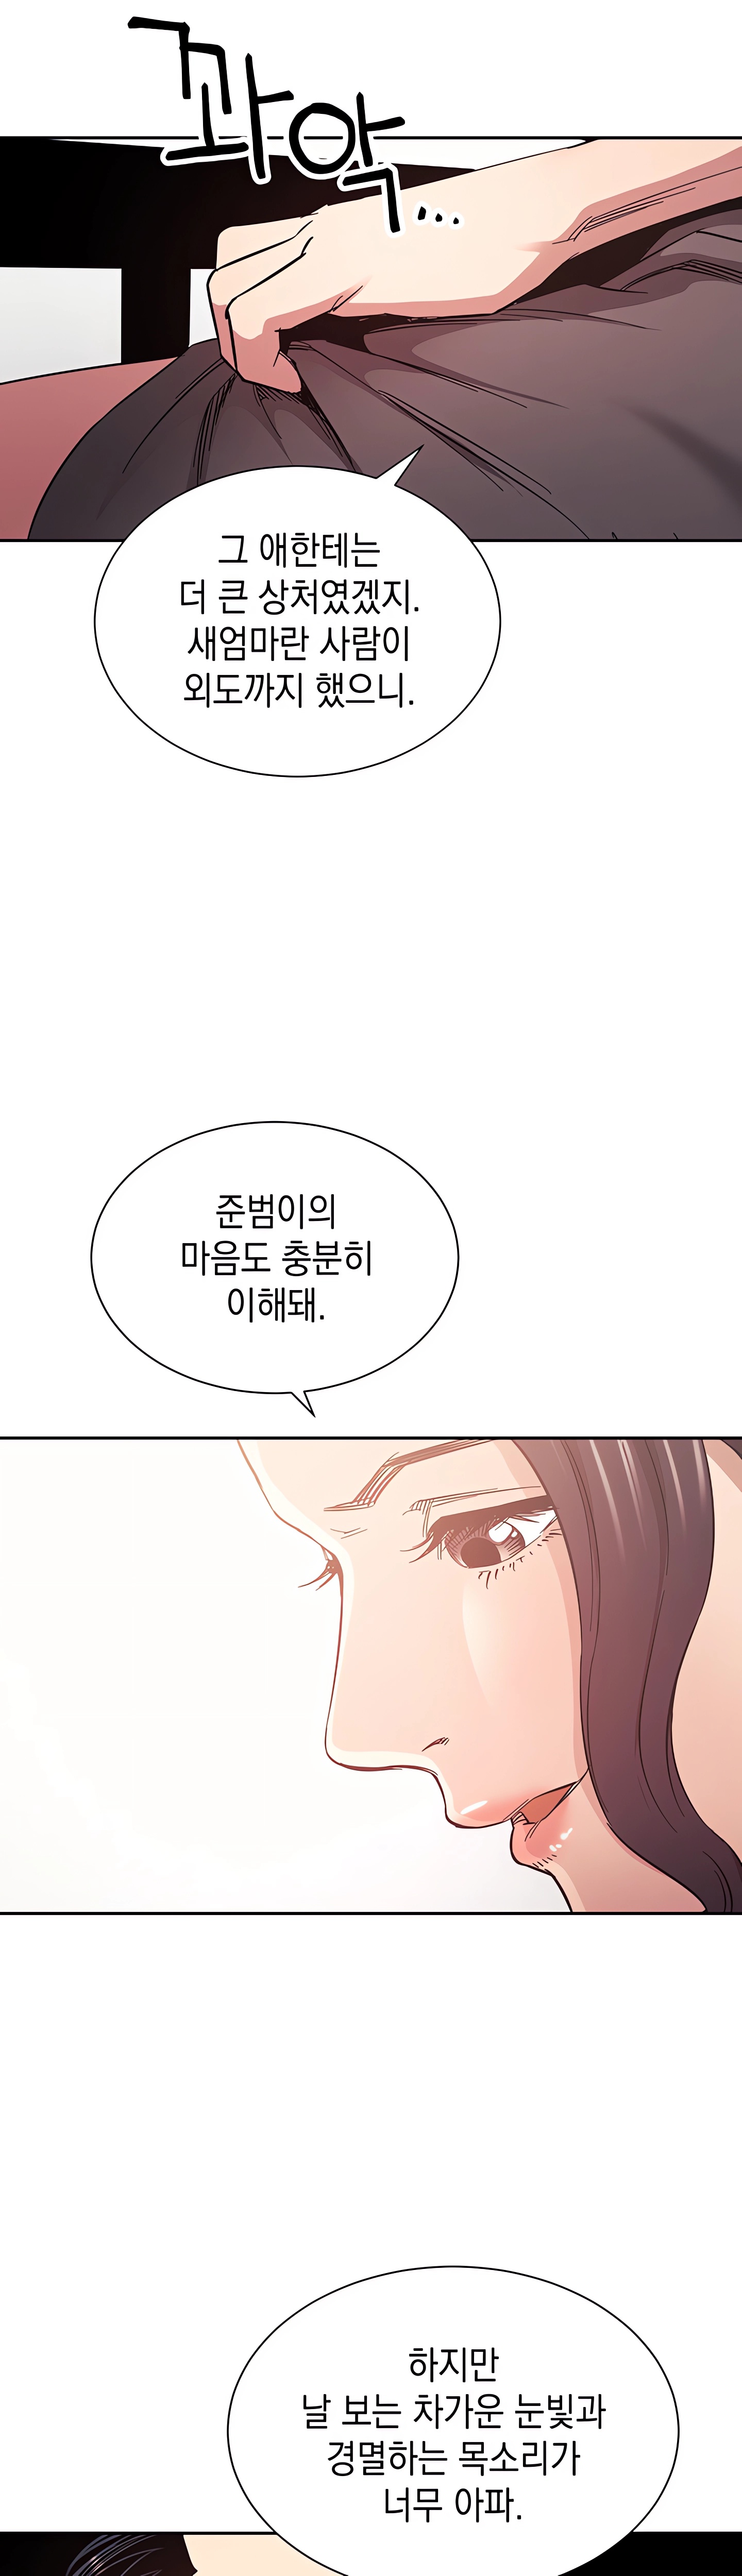 꽈악...
그 애한테는
더 큰 상처였겠지.
새엄마란 사람이
외도까지 했으니.
준범이의
마음도 충분히
이해돼.
하지만
날 보는 차가운 눈빛과
경멸하는 목소리가
너무 아파.